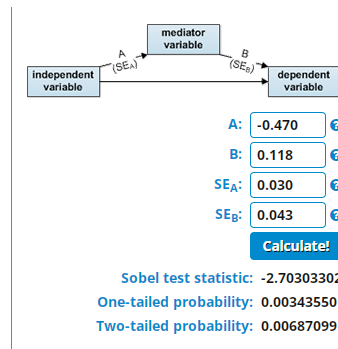 mediator
variable
A
(SEA)
B
(SEB)
independent
variable
dependent
variable
A: -0.470
B: 0.118
SEA: 0.030
SEB: 0.043
Calculate!
Sobel test statistic: -2.70303302
One-tailed probability: 0.00343550
Two-tailed probability: 0.00687099